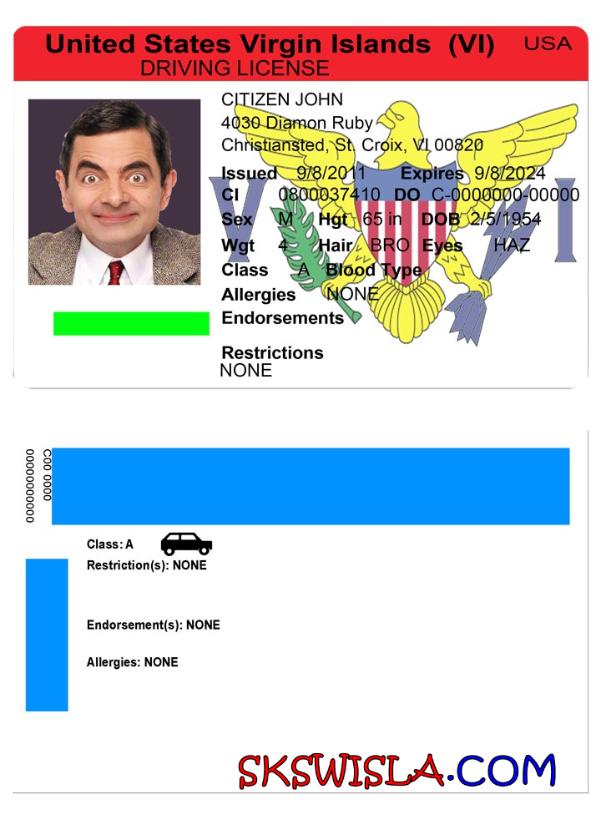 United States Virgin Islands (VI) USA
DRIVING LICENSE
CITIZEN JOHN
4030 Diamon Ruby
Christiansted, St. Croix, VI 00820
Issued 9/8/2011 Expires 9/8/2024
CI 0800037410 DO C-0000000-00000
Sex M Hgt 65 in DOB 2/5/1954
Wgt 4 Hair BRO Eyes HAZ
Class A Blood Type
Allergies NONE
Endorsements
Restrictions
NONE
V I
C00 0000
00000000000
Class: A
Restriction(s): NONE
Endorsement(s): NONE
Allergies: NONE
SKSWISLA.COM